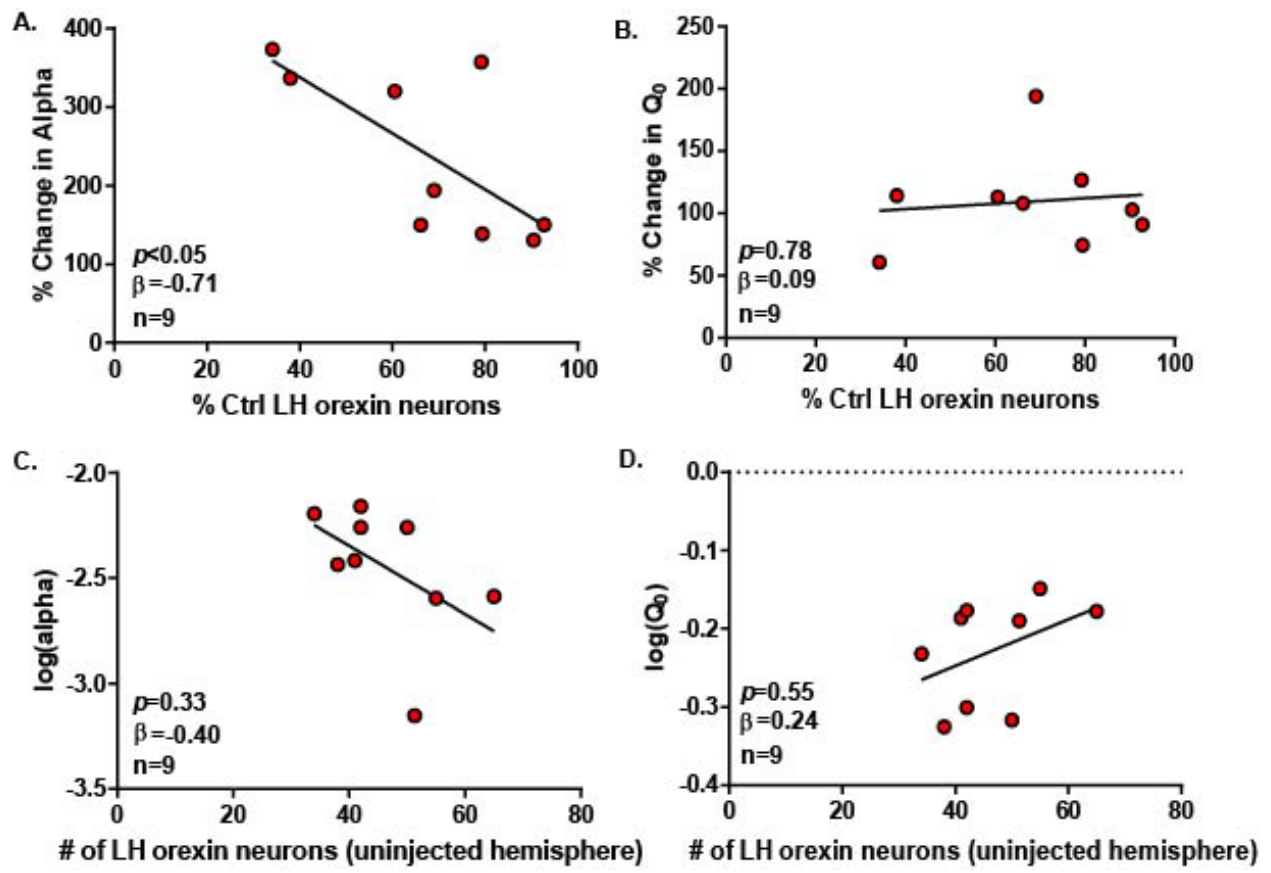 A.
% Change in Alpha
400
300
200
100
0
p<0.05
β=-0.71
n=9
0 20 40 60 80 100
% Ctrl LH orexin neurons
B.
% Change in Q0
250
200
150
100
50
0
p=0.78
β=0.09
n=9
0 20 40 60 80 100
% Ctrl LH orexin neurons
C.
log(alpha)
-2.0
-2.5
-3.0
-3.5
p=0.33
β=-0.40
n=9
0 20 40 60 80
# of LH orexin neurons (uninjected hemisphere)
D.
log(Q0)
0.0
-0.1
-0.2
-0.3
-0.4
p=0.55
β=0.24
n=9
0 20 40 60 80
# of LH orexin neurons (uninjected hemisphere)